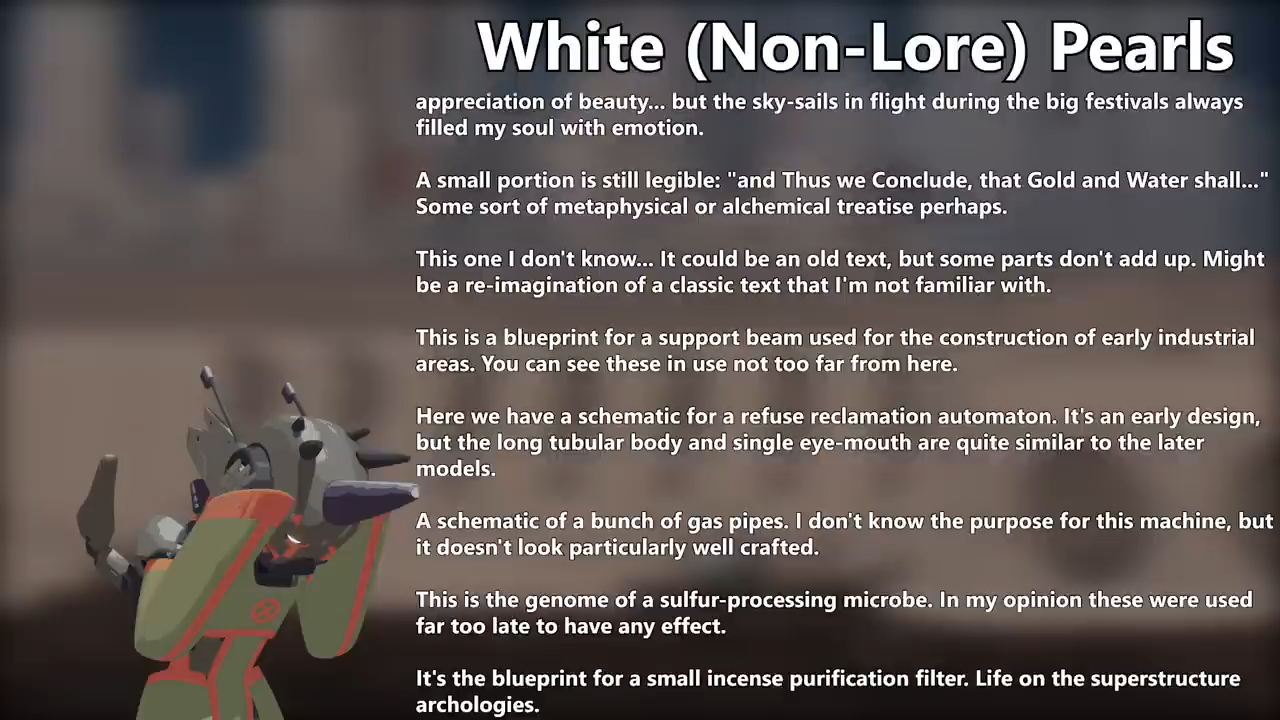 White (Non-Lore) Pearls
appreciation of beauty... but the sky-sails in flight during the big festivals always
filled my soul with emotion.
A small portion is still legible: "and Thus we Conclude, that Gold and Water shall..."
Some sort of metaphysical or alchemical treatise perhaps.
This one I don't know... It could be an old text, but some parts don't add up. Might
be a re-imagination of a classic text that I'm not familiar with.
This is a blueprint for a support beam used for the construction of early industrial
areas. You can see these in use not too far from here.
Here we have a schematic for a refuse reclamation automaton. It's an early design,
but the long tubular body and single eye-mouth are quite similar to the later
models.
A schematic of a bunch of gas pipes. I don't know the purpose for this machine, but
it doesn't look particularly well crafted.
This is the genome of a sulfur-processing microbe. In my opinion these were used
far too late to have any effect.
It's the blueprint for a small incense purification filter. Life on the superstructure
archologies.